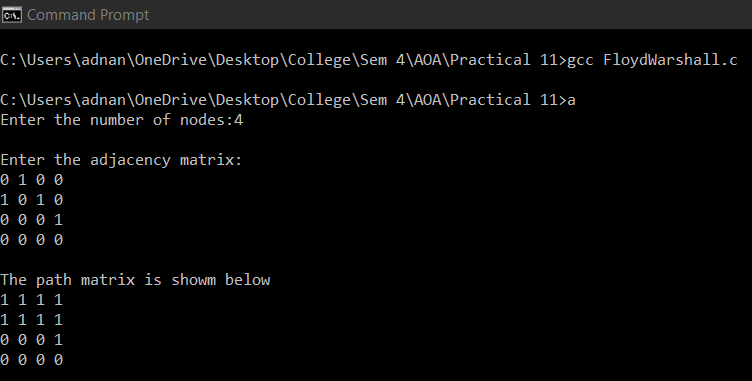 Command Prompt
C:\Users\adnan\OneDrive\Desktop\College\Sem 4\AOA\Practical 11>gcc FloydWarshall.c
C:\Users\adnan\OneDrive\Desktop\College\Sem 4\AOA\Practical 11>a
Enter the number of nodes:4
Enter the adjacency matrix:
0 1 0 0
1 0 1 0
0 0 0 1
0 0 0 0
The path matrix is showm below
1 1 1 1
1 1 1 1
0 0 0 1
0 0 0 0